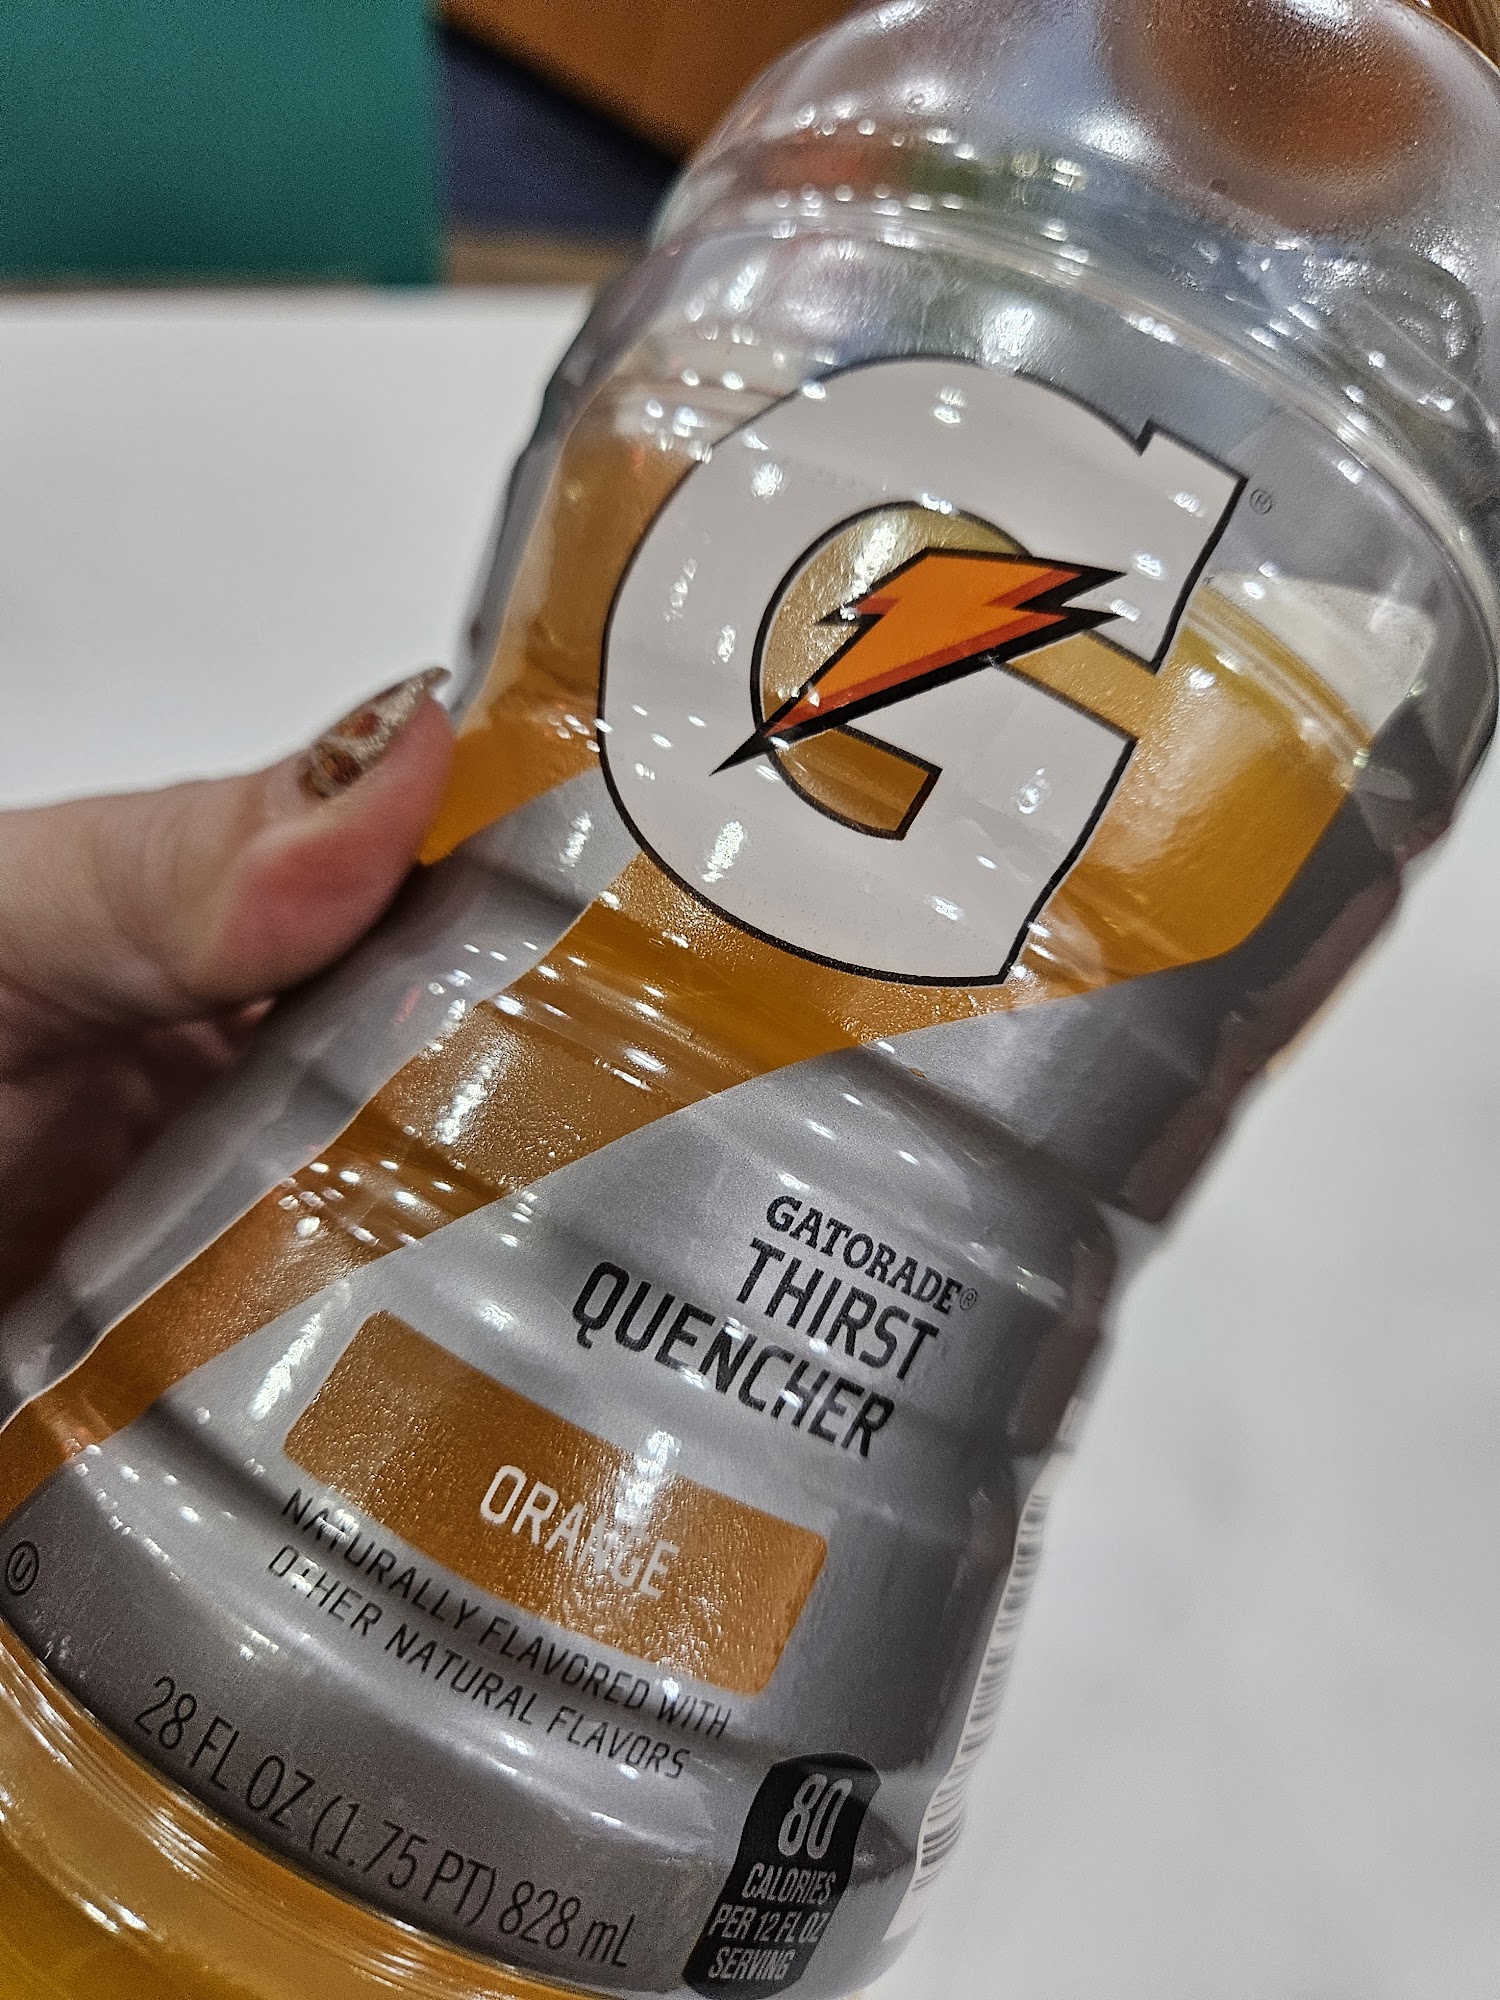 G®
GATORADE®
THIRST
QUENCHER
ORANGE
NATURALLY FLAVORED WITH
OTHER NATURAL FLAVORS
U
28 FL OZ (1.75 PT) 828 mL
80
CALORIES
PER 12 FL OZ
SERVING